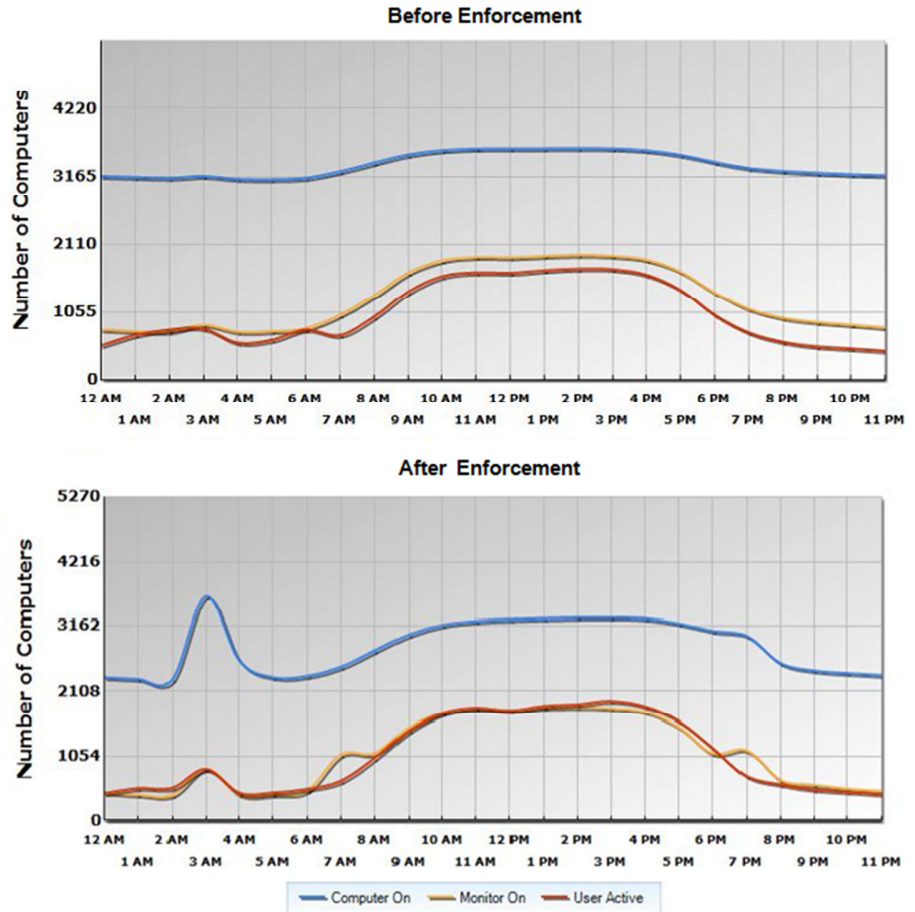 Before Enforcement
Number of Computers
4220
3165
2110
1055
0
12 AM 2 AM 4 AM 6 AM 8 AM 10 AM 12 PM 2 PM 4 PM 6 PM 8 PM 10 PM
1 AM 3 AM 5 AM 7 AM 9 AM 11 AM 1 PM 3 PM 5 PM 7 PM 9 PM 11 PM
After Enforcement
Number of Computers
5270
4216
3162
2108
1054
0
12 AM 2 AM 4 AM 6 AM 8 AM 10 AM 12 PM 2 PM 4 PM 6 PM 8 PM 10 PM
1 AM 3 AM 5 AM 7 AM 9 AM 11 AM 1 PM 3 PM 5 PM 7 PM 9 PM 11 PM
Computer On Monitor On User Active